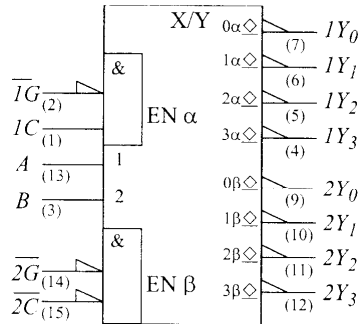 X/Y
0α◇ 1Y₀
(7)
& 1α◇ 1Y₁
1G̅ (6)
(2) 2α◇ 1Y₂
EN α (5)
1C 3α◇ 1Y₃
(1) (4)
A 1
(13)
0β◇ 2Y₀
B 2 (9)
(3) 1β◇ 2Y₁
& (10)
2G̅ 2β◇ 2Y₂
(14) EN β (11)
2C̅ 3β◇ 2Y₃
(15) (12)